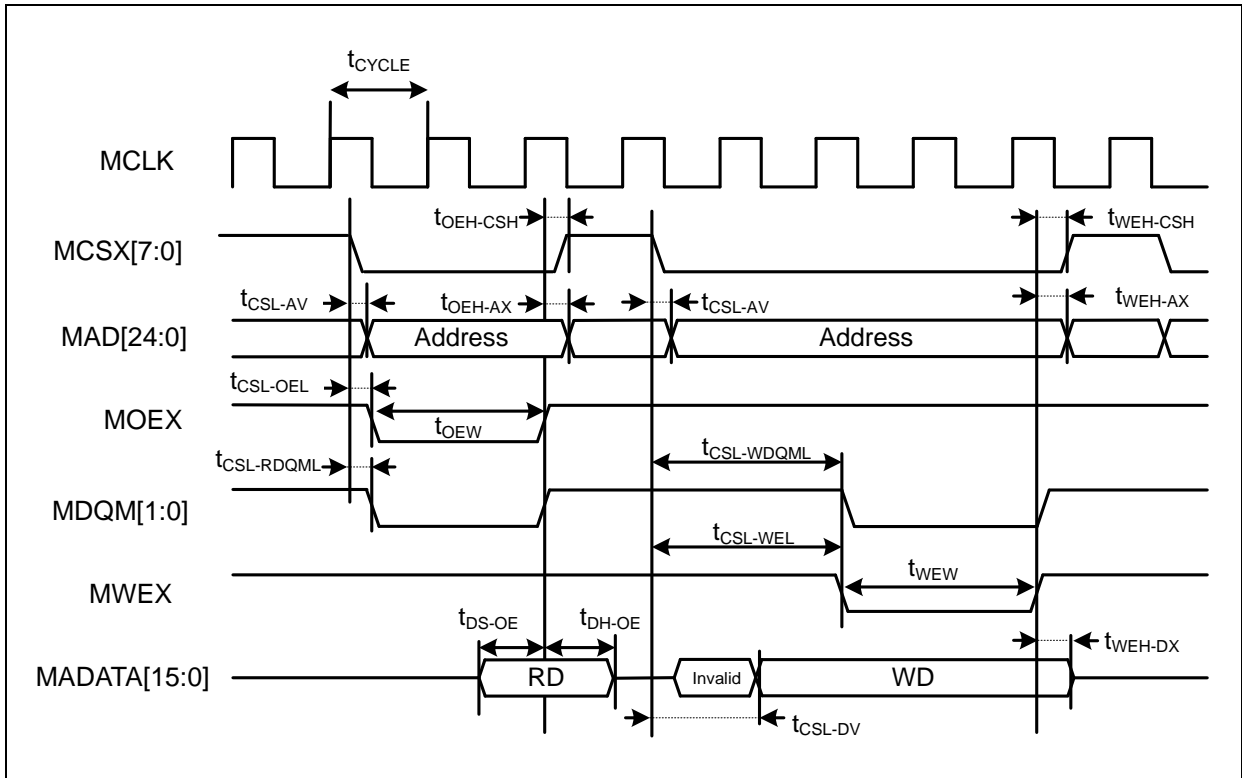 tCYCLE
MCLK
tOEH-CSH
tWEH-CSH
MCSX[7:0]
tCSL-AV
tOEH-AX
tCSL-AV
tWEH-AX
MAD[24:0]
Address
Address
tCSL-OEL
MOEX
tOEW
tCSL-WDQML
tCSL-RDQML
MDQM[1:0]
tCSL-WEL
tWEW
MWEX
tDS-OE
tDH-OE
tWEH-DX
MADATA[15:0]
RD
Invalid
WD
tCSL-DV